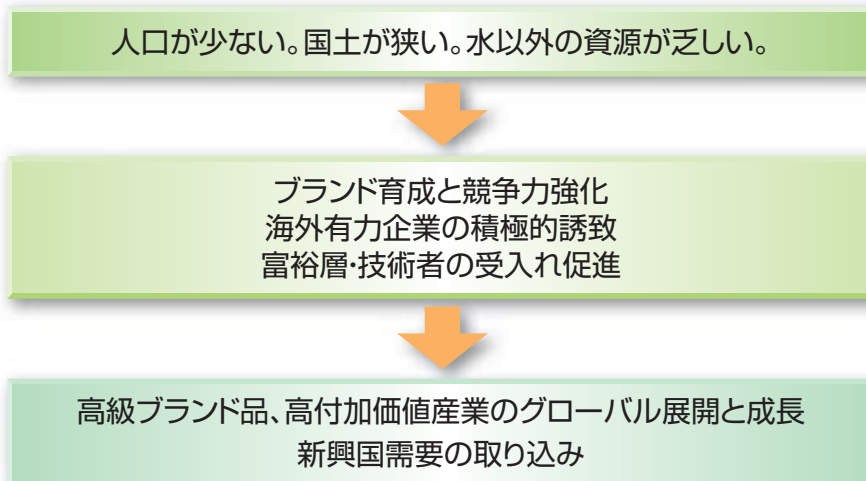 人口が少ない。国土が狭い。水以外の資源が乏しい。
ブランド育成と競争力強化
海外有力企業の積極的誘致
富裕層・技術者の受入れ促進
高級ブランド品、高付加価値産業のグローバル展開と成長
新興国需要の取り込み